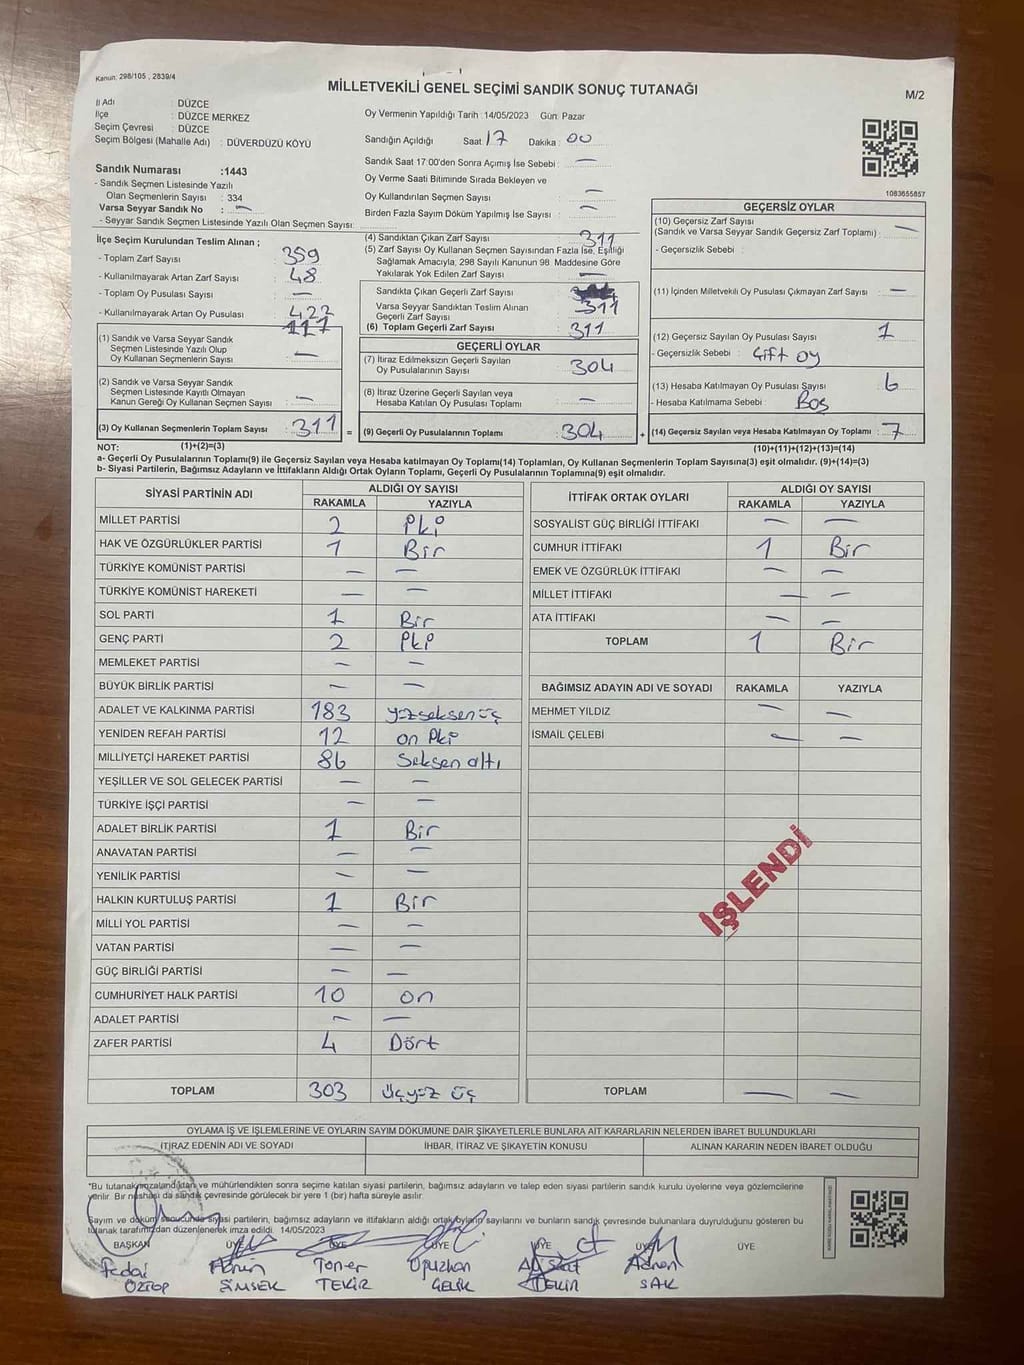 Kanun: 298/105 , 2839/4
MİLLETVEKİLİ GENEL SEÇİMİ SANDIK SONUÇ TUTANAĞI
M/2
İl Adı : DÜZCE
İlçe : DÜZCE MERKEZ
Seçim Çevresi : DÜZCE
Seçim Bölgesi (Mahalle Adı) : DÜVERDÜZÜ KÖYÜ
Oy Vermenin Yapıldığı Tarih : 14/05/2023 Gün: Pazar
Sandığın Açıldığı Saat : 17 Dakika : 00
Sandık Saat 17:00'den Sonra Açımış İse Sebebi : —
Oy Verme Saati Bitiminde Sırada Bekleyen ve
Oy Kullandırılan Seçmen Sayısı : —
Birden Fazla Sayım Döküm Yapılmış İse Sayısı : —
1083655857
Sandık Numarası :1443
- Sandık Seçmen Listesinde Yazılı
Olan Seçmenlerin Sayısı : 334
Varsa Seyyar Sandık No : —
- Seyyar Sandık Seçmen Listesinde Yazılı Olan Seçmen Sayısı:
İlçe Seçim Kurulundan Teslim Alınan ;
- Toplam Zarf Sayısı : 359
- Kullanılmayarak Artan Zarf Sayısı : 48
- Toplam Oy Pusulası Sayısı : —
- Kullanılmayarak Artan Oy Pusulası : 422
(1) Sandık ve Varsa Seyyar Sandık
Seçmen Listesinde Yazılı Olup
Oy Kullanan Seçmenlerin Sayısı : —
(2) Sandık ve Varsa Seyyar Sandık
Seçmen Listesinde Kayıtlı Olmayan
Kanun Gereği Oy Kullanan Seçmen Sayısı : —
(3) Oy Kullanan Seçmenlerin Toplam Sayısı : 311 =
(4) Sandıktan Çıkan Zarf Sayısı : 311
(5) Zarf Sayısı Oy Kullanan Seçmen Sayısından Fazla İse, Eşitliği
Sağlamak Amacıyla, 298 Sayılı Kanunun 98. Maddesine Göre
Yakılarak Yok Edilen Zarf Sayısı : —
Sandıkta Çıkan Geçerli Zarf Sayısı :
Varsa Seyyar Sandıktan Teslim Alınan
Geçerli Zarf Sayısı : 311
(6) Toplam Geçerli Zarf Sayısı : 311
GEÇERLİ OYLAR
(7) İtiraz Edilmeksizin Geçerli Sayılan
Oy Pusulalarının Sayısı : 304
(8) İtiraz Üzerine Geçerli Sayılan veya
Hesaba Katılan Oy Pusulası Toplamı : —
(9) Geçerli Oy Pusulalarının Toplamı : 304 +
GEÇERSİZ OYLAR
(10) Geçersiz Zarf Sayısı
(Sandık ve Varsa Seyyar Sandık Geçersiz Zarf Toplamı) : —
- Geçersizlik Sebebi :
(11) İçinden Milletvekili Oy Pusulası Çıkmayan Zarf Sayısı : —
(12) Geçersiz Sayılan Oy Pusulası Sayısı : 1
- Geçersizlik Sebebi : Çift oy
(13) Hesaba Katılmayan Oy Pusulası Sayısı : 6
- Hesaba Katılmama Sebebi : Boş
(14) Geçersiz Sayılan veya Hesaba Katılmayan Oy Toplamı : 7
NOT: (1)+(2)=(3) (10)+(11)+(12)+(13)=(14)
a- Geçerli Oy Pusulalarının Toplamı(9) ile Geçersiz Sayılan veya Hesaba Katılmayan Oy Toplamı(14) Toplamları, Oy Kullanan Seçmenlerin Toplam Sayısına(3) eşit olmalıdır. (9)+(14)=(3)
b- Siyasi Partilerin, Bağımsız Adayların ve İttifakların Aldığı Ortak Oyların Toplamı, Geçerli Oy Pusulalarının Toplamına(9) eşit olmalıdır.
SİYASİ PARTİNİN ADI ALDIĞI OY SAYISI
RAKAMLA YAZIYLA
MİLLET PARTİSİ 2 İki
HAK VE ÖZGÜRLÜKLER PARTİSİ 1 Bir
TÜRKİYE KOMÜNİST PARTİSİ — —
TÜRKİYE KOMÜNİST HAREKETİ — —
SOL PARTİ 1 Bir
GENÇ PARTİ 2 İki
MEMLEKET PARTİSİ — —
BÜYÜK BİRLİK PARTİSİ — —
ADALET VE KALKINMA PARTİSİ 183 yüzseksenüç
YENİDEN REFAH PARTİSİ 12 on İki
MİLLİYETÇİ HAREKET PARTİSİ 86 Seksen altı
YEŞİLLER VE SOL GELECEK PARTİSİ — —
TÜRKİYE İŞÇİ PARTİSİ — —
ADALET BİRLİK PARTİSİ 1 Bir
ANAVATAN PARTİSİ — —
YENİLİK PARTİSİ — —
HALKIN KURTULUŞ PARTİSİ 1 Bir
MİLLİ YOL PARTİSİ — —
VATAN PARTİSİ — —
GÜÇ BİRLİĞİ PARTİSİ — —
CUMHURİYET HALK PARTİSİ 10 on
ADALET PARTİSİ — —
ZAFER PARTİSİ 4 Dört
TOPLAM 303 üçyüz üç
İTTİFAK ORTAK OYLARI ALDIĞI OY SAYISI
RAKAMLA YAZIYLA
SOSYALİST GÜÇ BİRLİĞİ İTTİFAKI — —
CUMHUR İTTİFAKI 1 Bir
EMEK VE ÖZGÜRLÜK İTTİFAKI — —
MİLLET İTTİFAKI — —
ATA İTTİFAKI — —
TOPLAM 1 Bir
BAĞIMSIZ ADAYIN ADI VE SOYADI RAKAMLA YAZIYLA
MEHMET YILDIZ — —
İSMAİL ÇELEBİ — —
İŞLENDİ
TOPLAM — —
OYLAMA İŞ VE İŞLEMLERİNE VE OYLARIN SAYIM DÖKÜMÜNE DAİR ŞİKAYETLERLE BUNLARA AİT KARARLARIN NELERDEN İBARET BULUNDUKLARI
İTİRAZ EDENİN ADI VE SOYADI İHBAR, İTİRAZ VE ŞİKAYETİN KONUSU ALINAN KARARIN NEDEN İBARET OLDUĞU
*Bu tutanak imzalandıktan ve mühürlendikten sonra seçime katılan siyasi partilerin, bağımsız adayların ve talep eden siyasi partilerin sandık kurulu üyelerine veya gözlemcilerine
verilir. Bir nüshası da sandık çevresinde görülecek bir yere 1 (bir) hafta süreyle asılır.
Sayım ve döküm sonucunda siyasi partilerin, bağımsız adayların ve ittifakların aldığı ortak oyların sayılarını ve bunların sandık çevresinde bulunanlara duyrulduğunu gösteren bu
tutanak tarafımızdan düzenlenerek imza edildi. 14/05/2023
BAŞKAN ÜYE ÜYE ÜYE ÜYE ÜYE ÜYE
Fedai Toner Oğuzhan Adnan
ÖZTOP ŞİMŞEK TEKİR ÇELİK TEKİN SAK